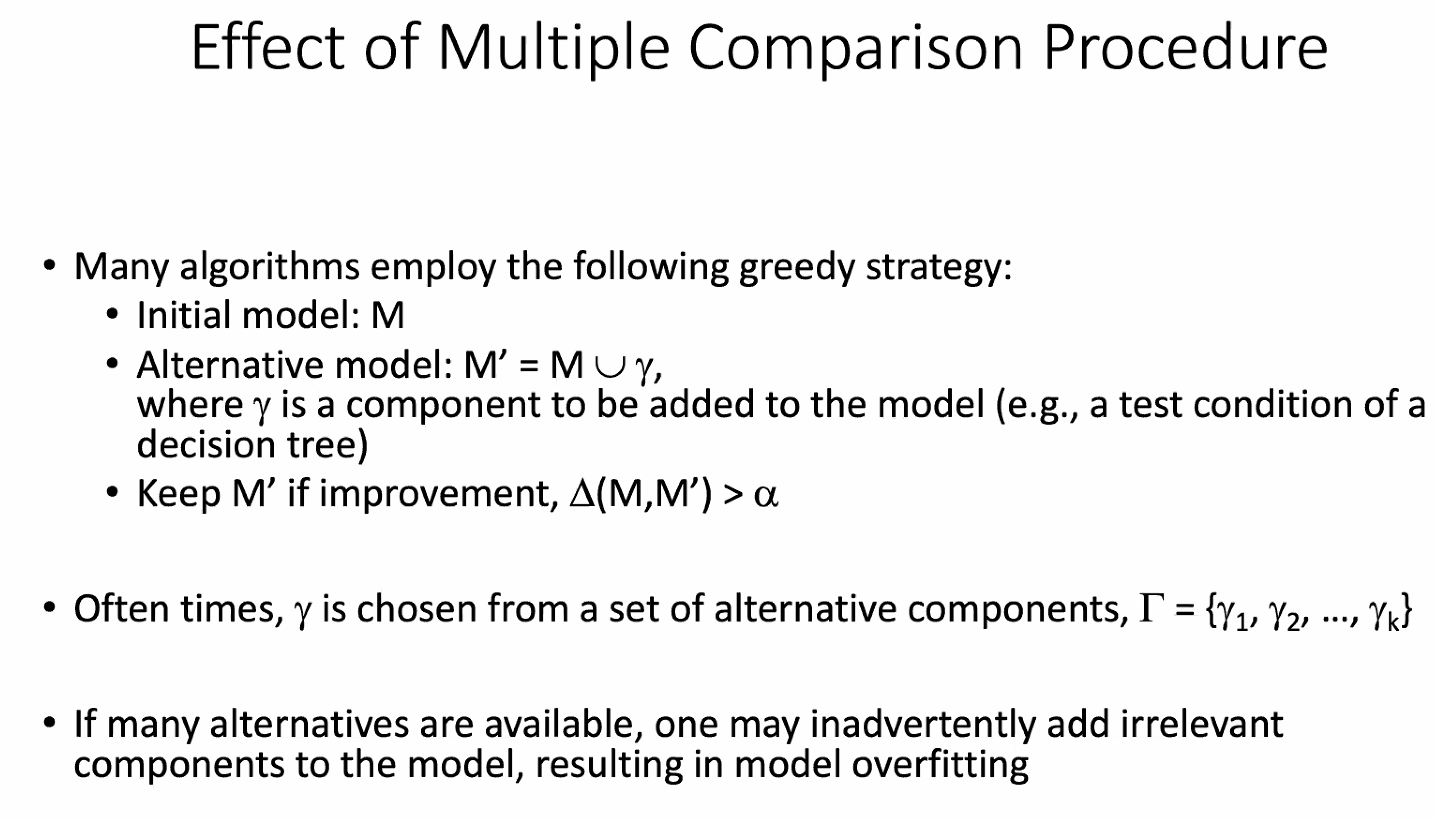 Effect of Multiple Comparison Procedure
• Many algorithms employ the following greedy strategy:
• Initial model: M
• Alternative model: M’ = M ∪ γ,
where γ is a component to be added to the model (e.g., a test condition of a
decision tree)
• Keep M’ if improvement, Δ(M,M’) > α
• Often times, γ is chosen from a set of alternative components, Γ = {γ₁, γ₂, …, γₖ}
• If many alternatives are available, one may inadvertently add irrelevant
components to the model, resulting in model overfitting